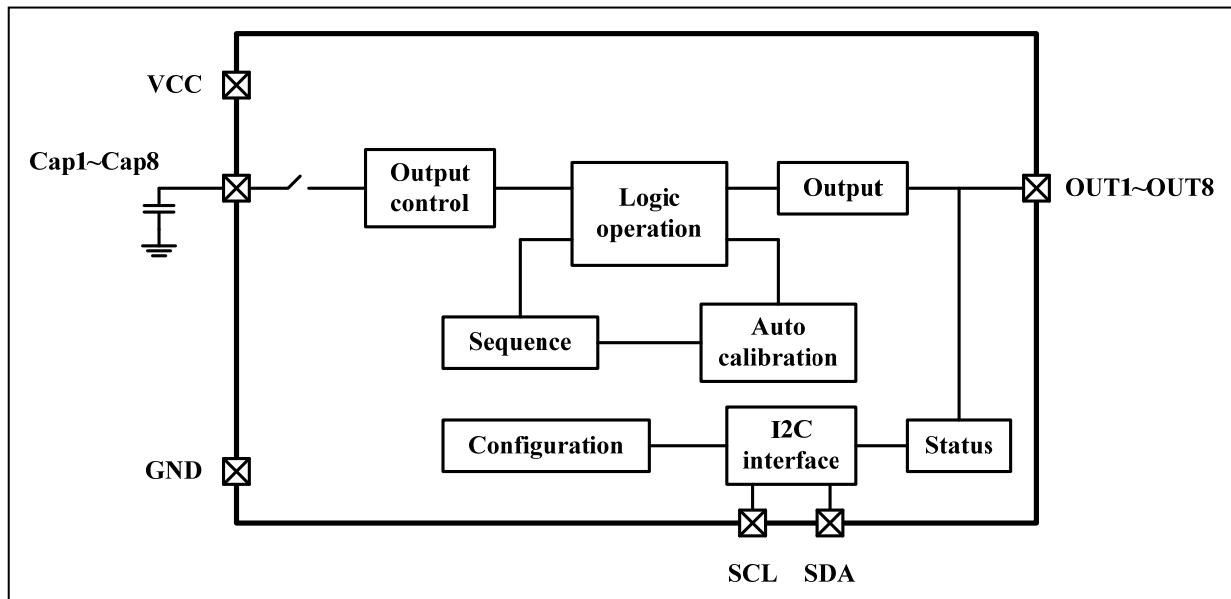 VCC
Cap1~Cap8
Output
control
Logic
operation
Output
OUT1~OUT8
Sequence
Auto
calibration
Configuration
I2C
interface
Status
GND
SCL
SDA